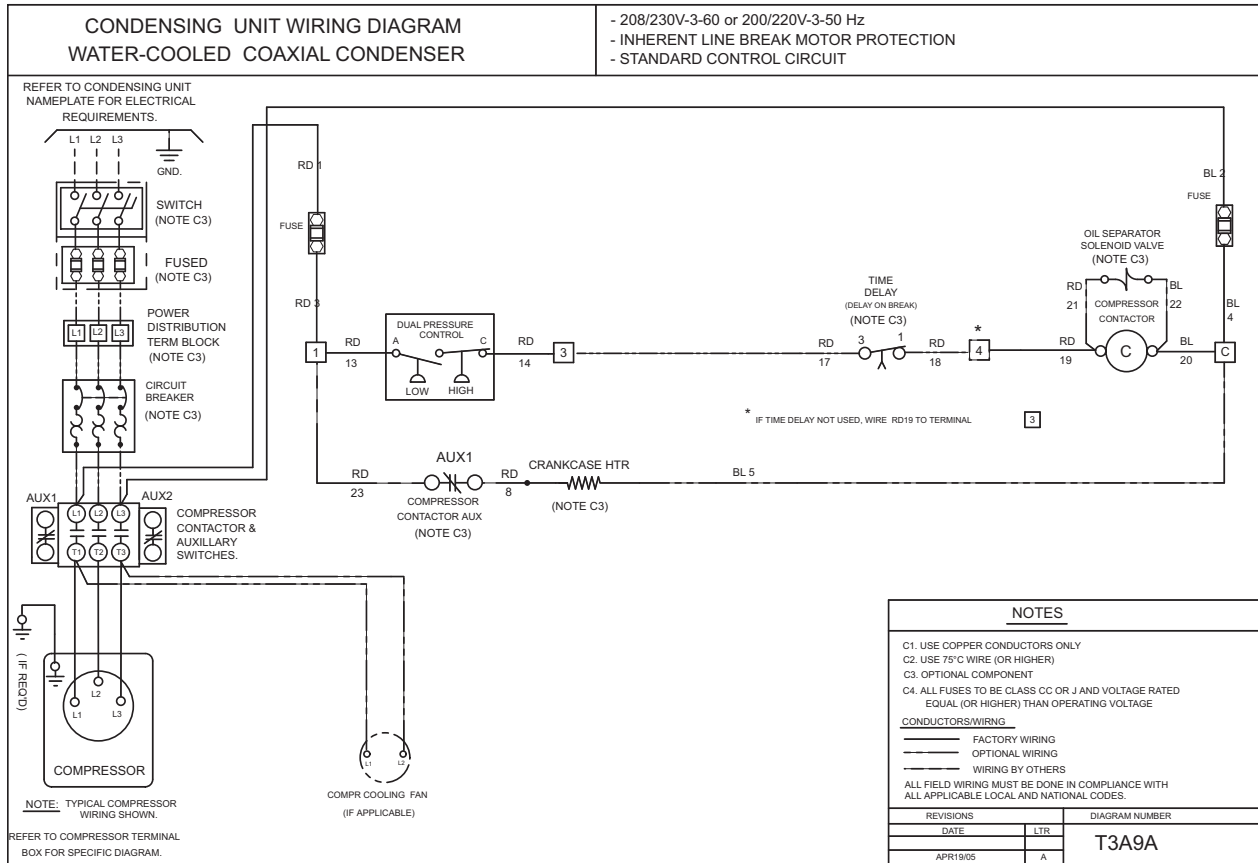 CONDENSING UNIT WIRING DIAGRAM
WATER-COOLED COAXIAL CONDENSER
- 208/230V-3-60 or 200/220V-3-50 Hz
- INHERENT LINE BREAK MOTOR PROTECTION
- STANDARD CONTROL CIRCUIT
REFER TO CONDENSING UNIT
NAMEPLATE FOR ELECTRICAL
REQUIREMENTS.
L1 L2 L3
GND.
SWITCH
(NOTE C3)
FUSED
(NOTE C3)
L1 L2 L3
POWER
DISTRIBUTION
TERM BLOCK
(NOTE C3)
CIRCUIT
BREAKER
(NOTE C3)
AUX1
AUX2
L1 L2 L3
T1 T2 T3
COMPRESSOR
CONTACTOR &
AUXILLARY
SWITCHES.
( IF REQ'D)
L1
L2
L3
COMPRESSOR
NOTE: TYPICAL COMPRESSOR
WIRING SHOWN.
REFER TO COMPRESSOR TERMINAL
BOX FOR SPECIFIC DIAGRAM.
RD 1
FUSE
RD 3
1
RD
13
DUAL PRESSURE
CONTROL
A
C
LOW
HIGH
RD
14
3
RD
17
TIME
DELAY
(DELAY ON BREAK)
(NOTE C3)
3 1
RD
18
*
4
RD
19
OIL SEPARATOR
SOLENOID VALVE
(NOTE C3)
RD
21
BL
22
COMPRESSOR
CONTACTOR
C
BL
20
BL 2
FUSE
BL
4
C
* IF TIME DELAY NOT USED, WIRE RD19 TO TERMINAL 3
RD
23
AUX1
COMPRESSOR
CONTACTOR AUX
(NOTE C3)
RD
8
CRANKCASE HTR
(NOTE C3)
BL 5
L1
L2
COMPR COOLING FAN
(IF APPLICABLE)
NOTES
C1. USE COPPER CONDUCTORS ONLY
C2. USE 75°C WIRE (OR HIGHER)
C3. OPTIONAL COMPONENT
C4. ALL FUSES TO BE CLASS CC OR J AND VOLTAGE RATED
EQUAL (OR HIGHER) THAN OPERATING VOLTAGE
CONDUCTORS/WIRNG
FACTORY WIRING
OPTIONAL WIRING
WIRING BY OTHERS
ALL FIELD WIRING MUST BE DONE IN COMPLIANCE WITH
ALL APPLICABLE LOCAL AND NATIONAL CODES.
REVISIONS
DIAGRAM NUMBER
DATE
LTR
T3A9A
APR19/05
A